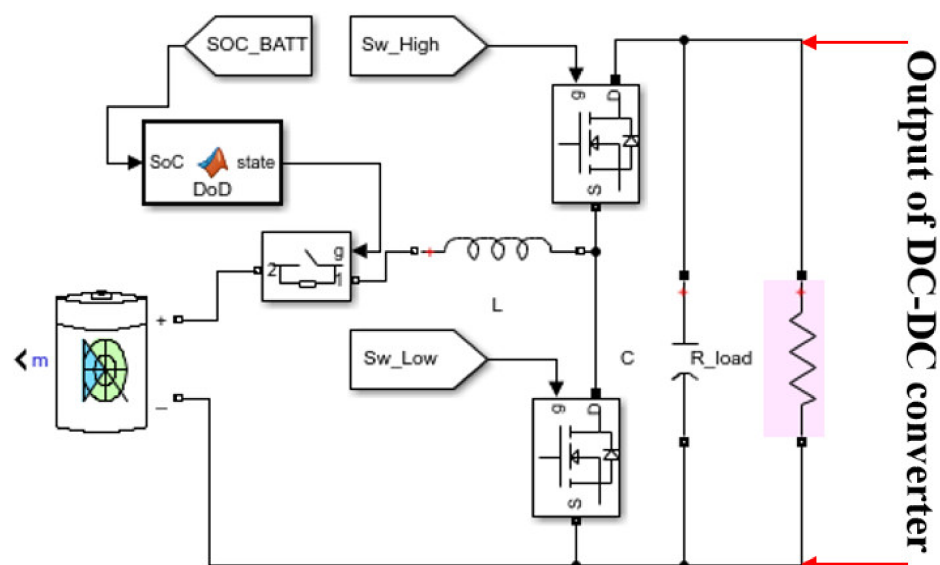 SOC_BATT
Sw_High
SoC
state
DoD
g
D
S
g
2
1
+
L
+
m
–
Sw_Low
g
D
S
C
R_load
+
+
Output of DC-DC converter